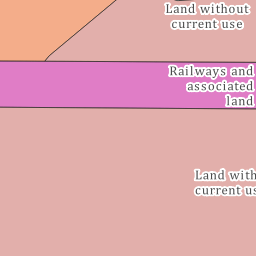 Land without
current use
Railways and
associated
land
Land with
current us